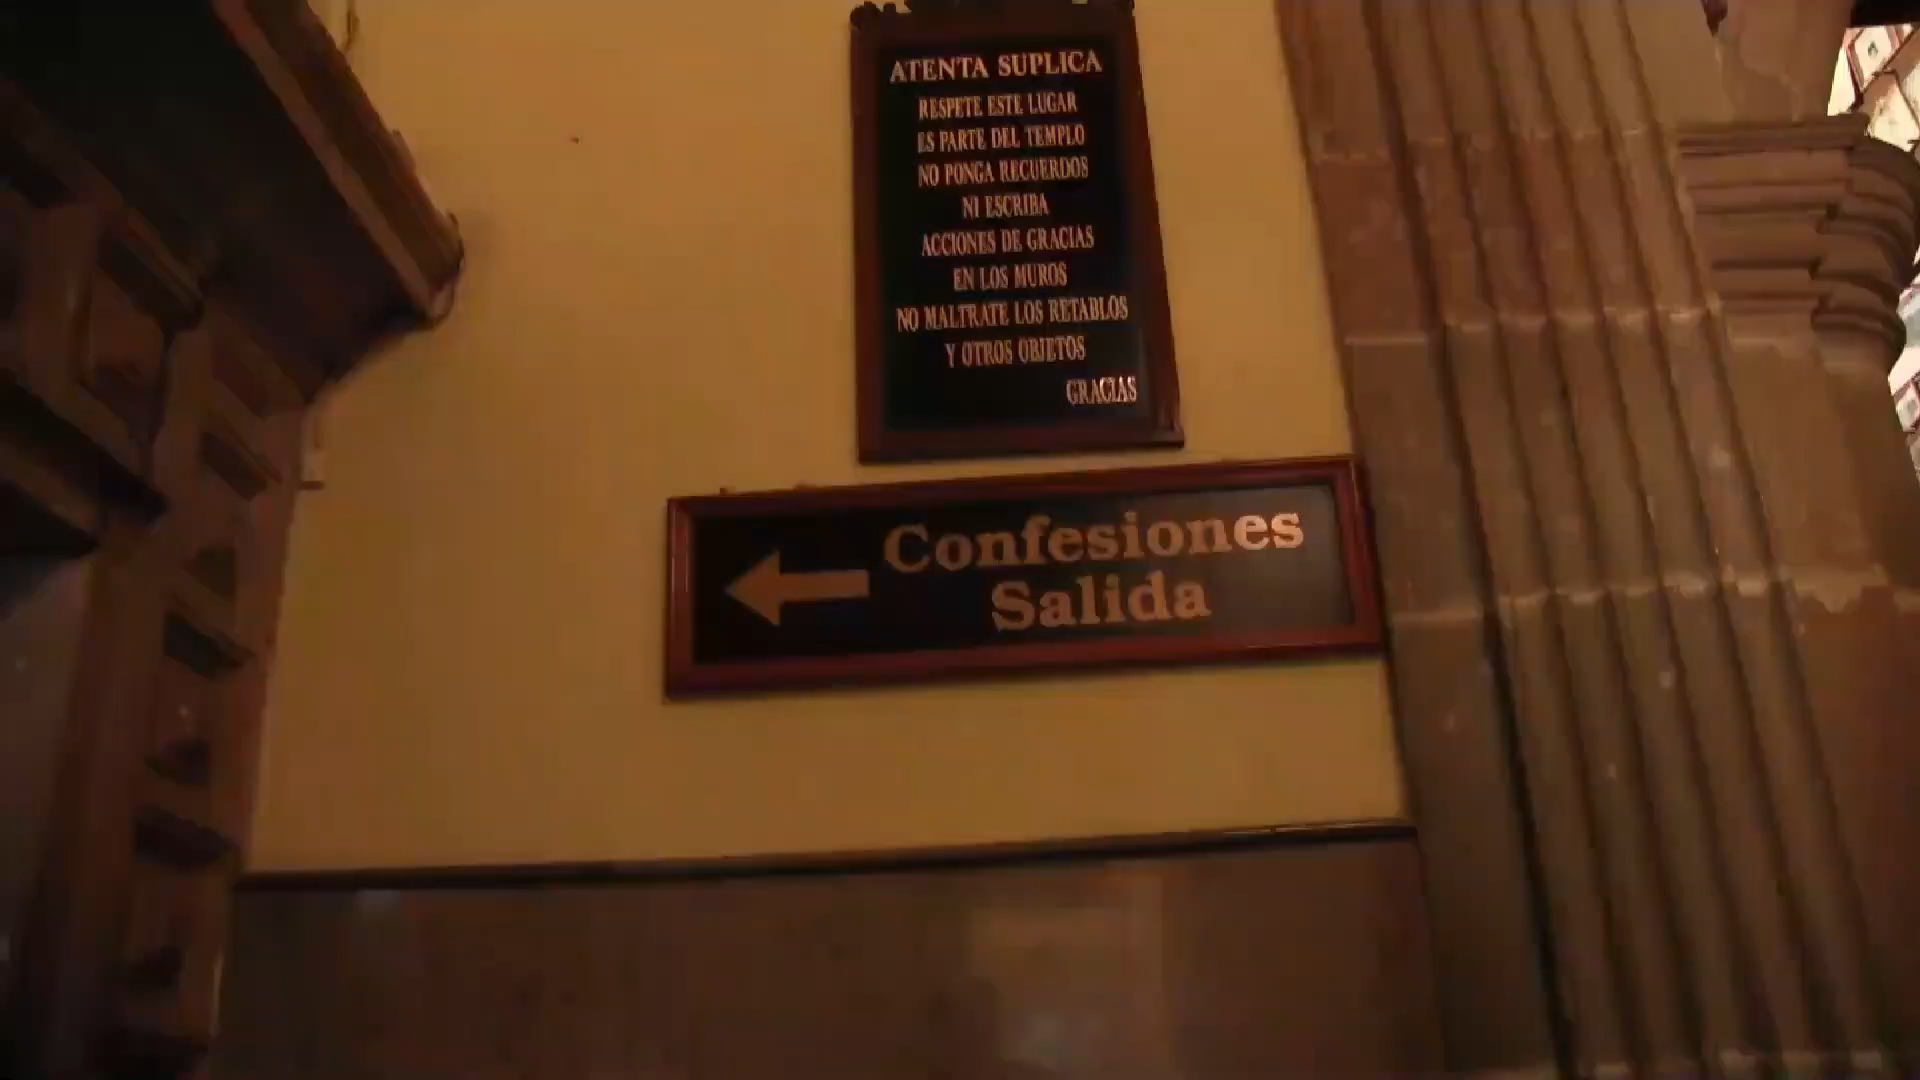 ATENTA SUPLICA
RESPETE ESTE LUGAR
ES PARTE DEL TEMPLO
NO PONGA RECUERDOS
NI ESCRIBA
ACCIONES DE GRACIAS
EN LOS MUROS
NO MALTRATE LOS RETABLOS
Y OTROS OBJETOS
GRACIAS
Confesiones
Salida